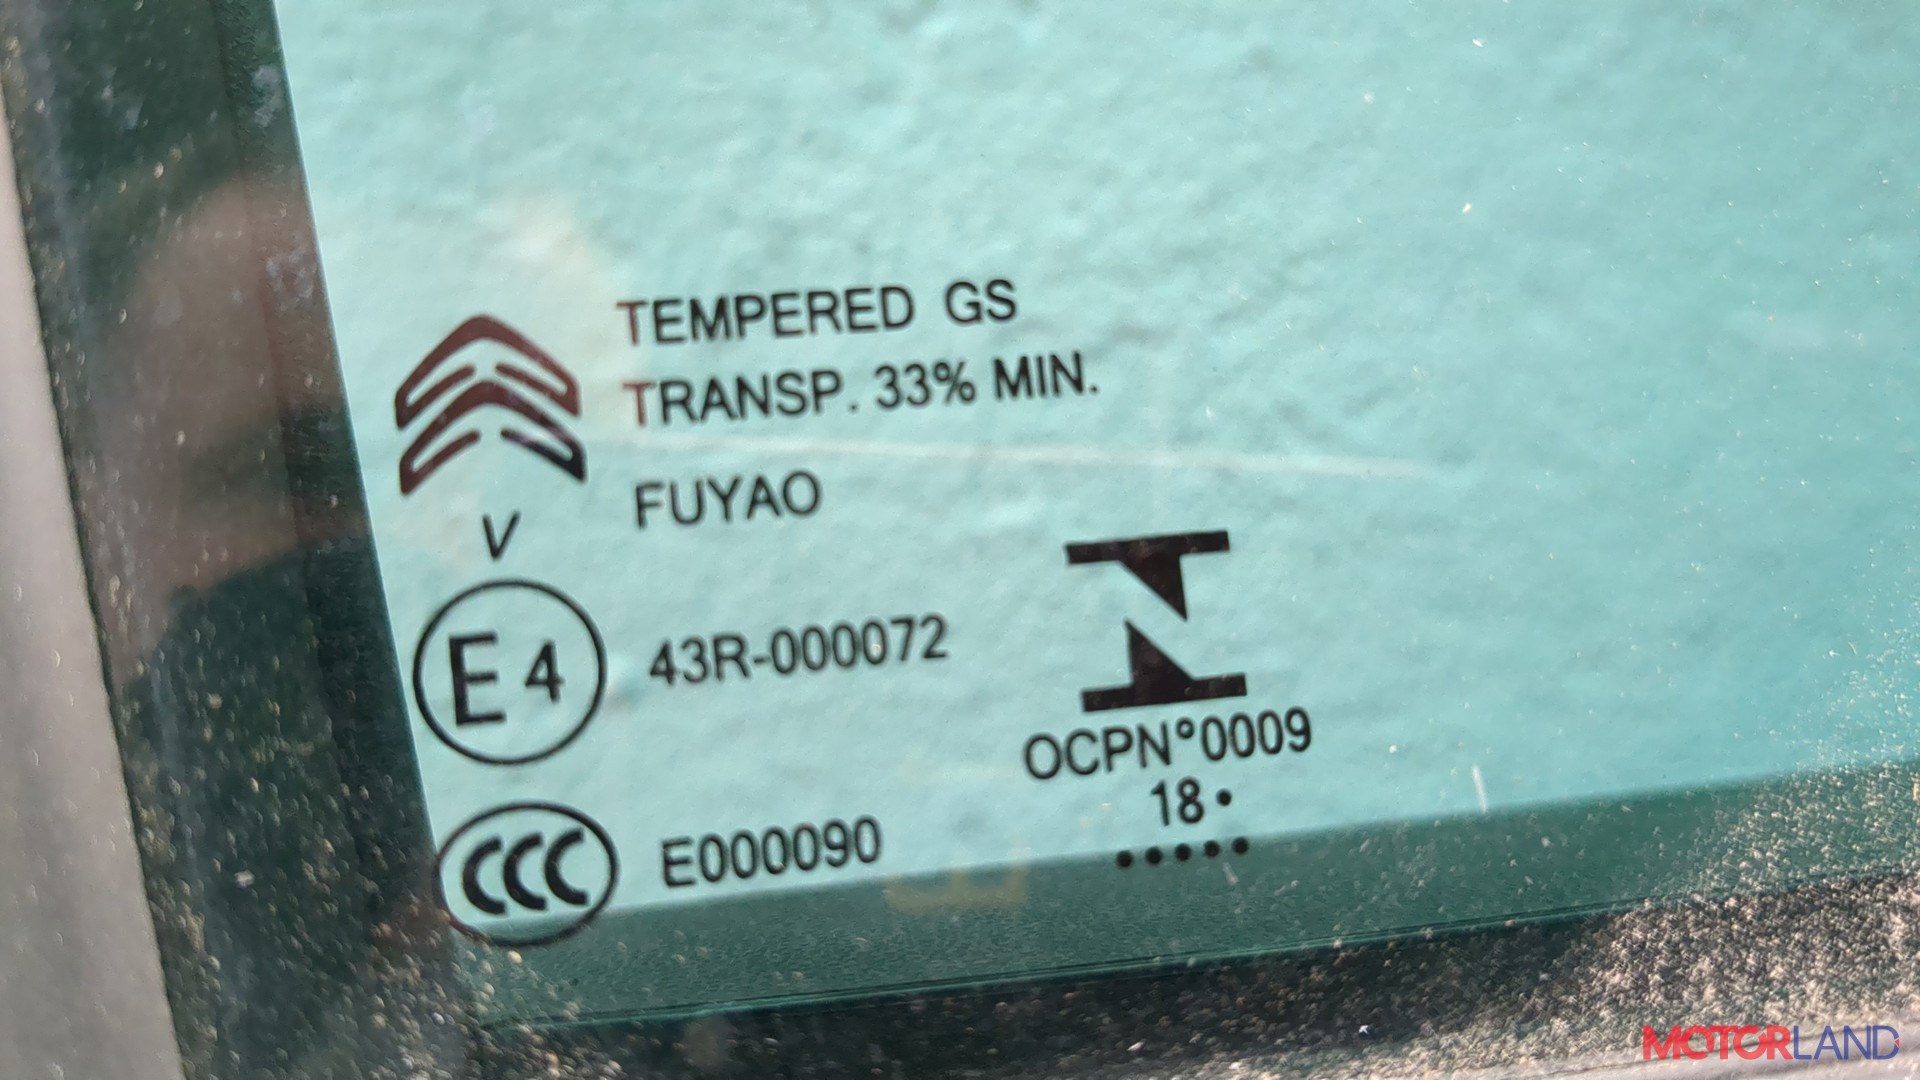 TEMPERED GS
TRANSP. 33% MIN.
FUYAO
V
E4 43R-000072
OCPN°0009
18•
•••••
CCC E000090
MOTORLAND